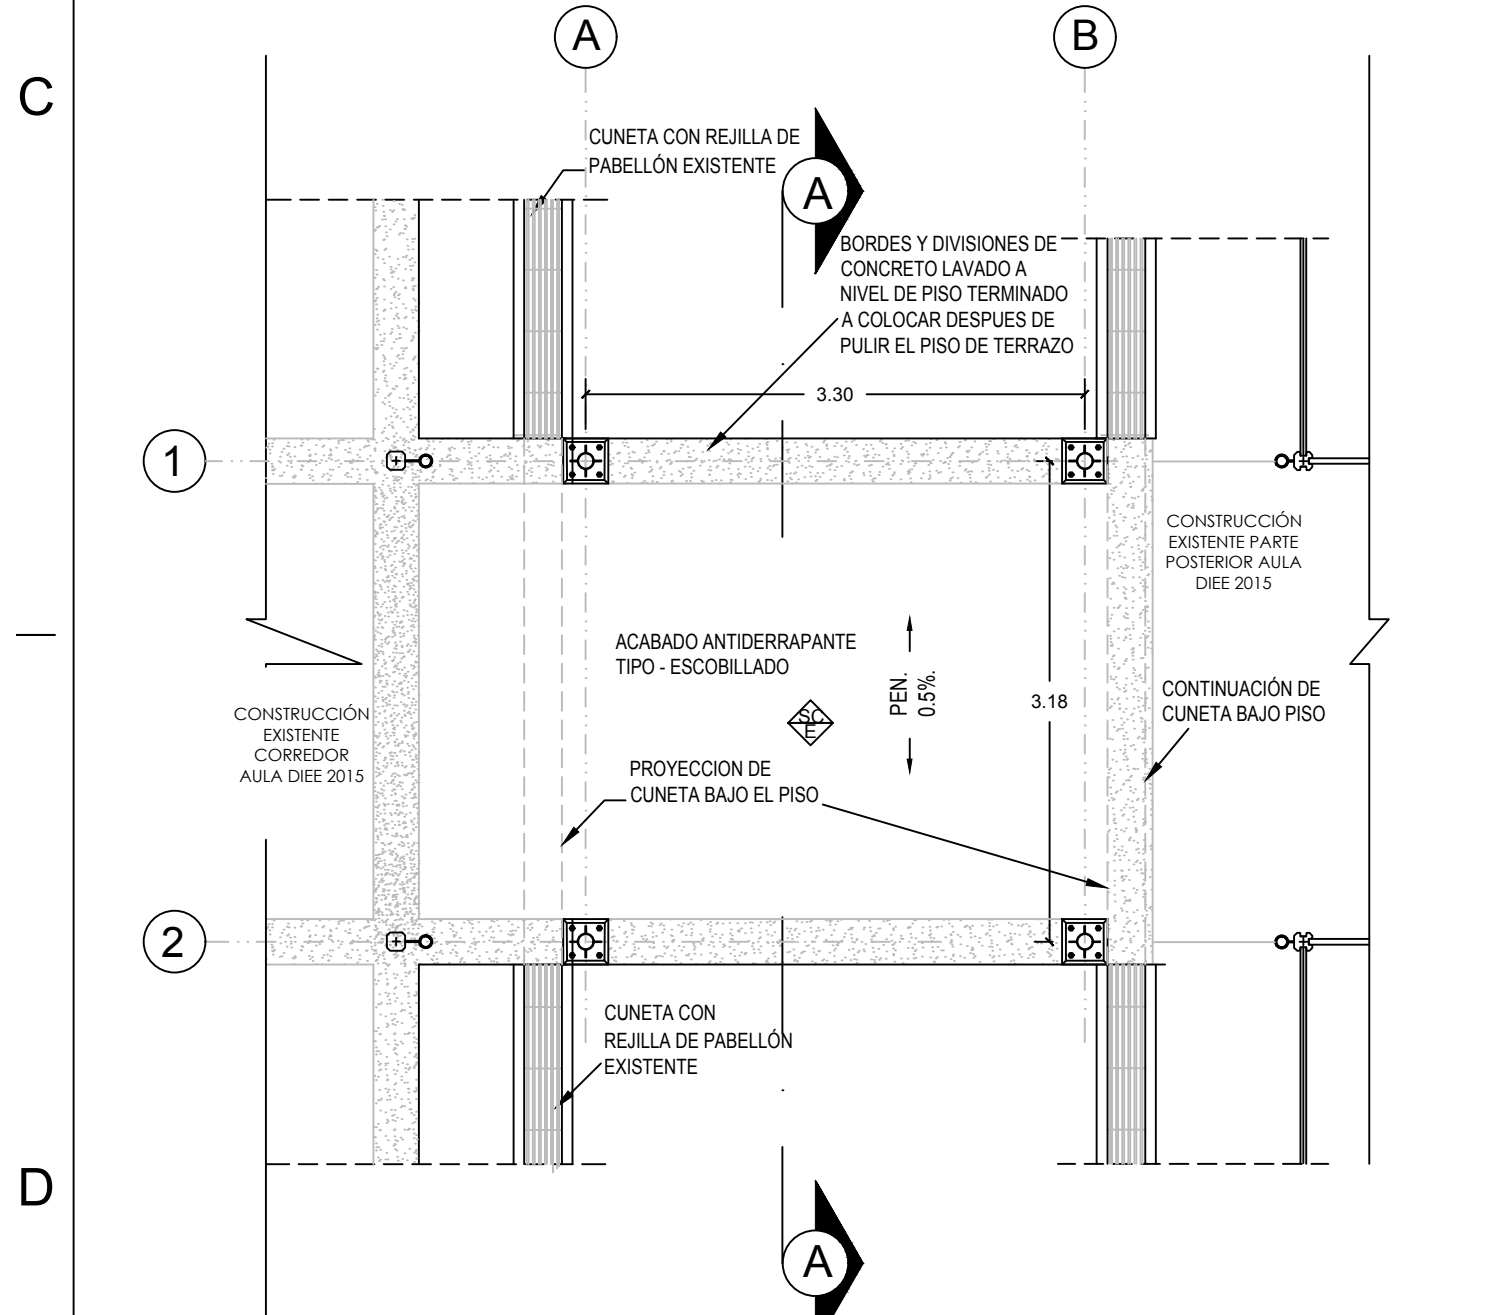 A
B
C
CUNETA CON REJILLA DE
PABELLÓN EXISTENTE
A
BORDES Y DIVISIONES DE
CONCRETO LAVADO A
NIVEL DE PISO TERMINADO
A COLOCAR DESPUES DE
PULIR EL PISO DE TERRAZO
3.30
1
CONSTRUCCIÓN
EXISTENTE PARTE
POSTERIOR AULA
DIEE 2015
ACABADO ANTIDERRAPANTE
TIPO - ESCOBILLADO
PEN.
0.5%.
3.18
CONTINUACIÓN DE
CUNETA BAJO PISO
SC
E
CONSTRUCCIÓN
EXISTENTE
CORREDOR
AULA DIEE 2015
PROYECCION DE
CUNETA BAJO EL PISO
2
CUNETA CON
REJILLA DE PABELLÓN
EXISTENTE
D
A